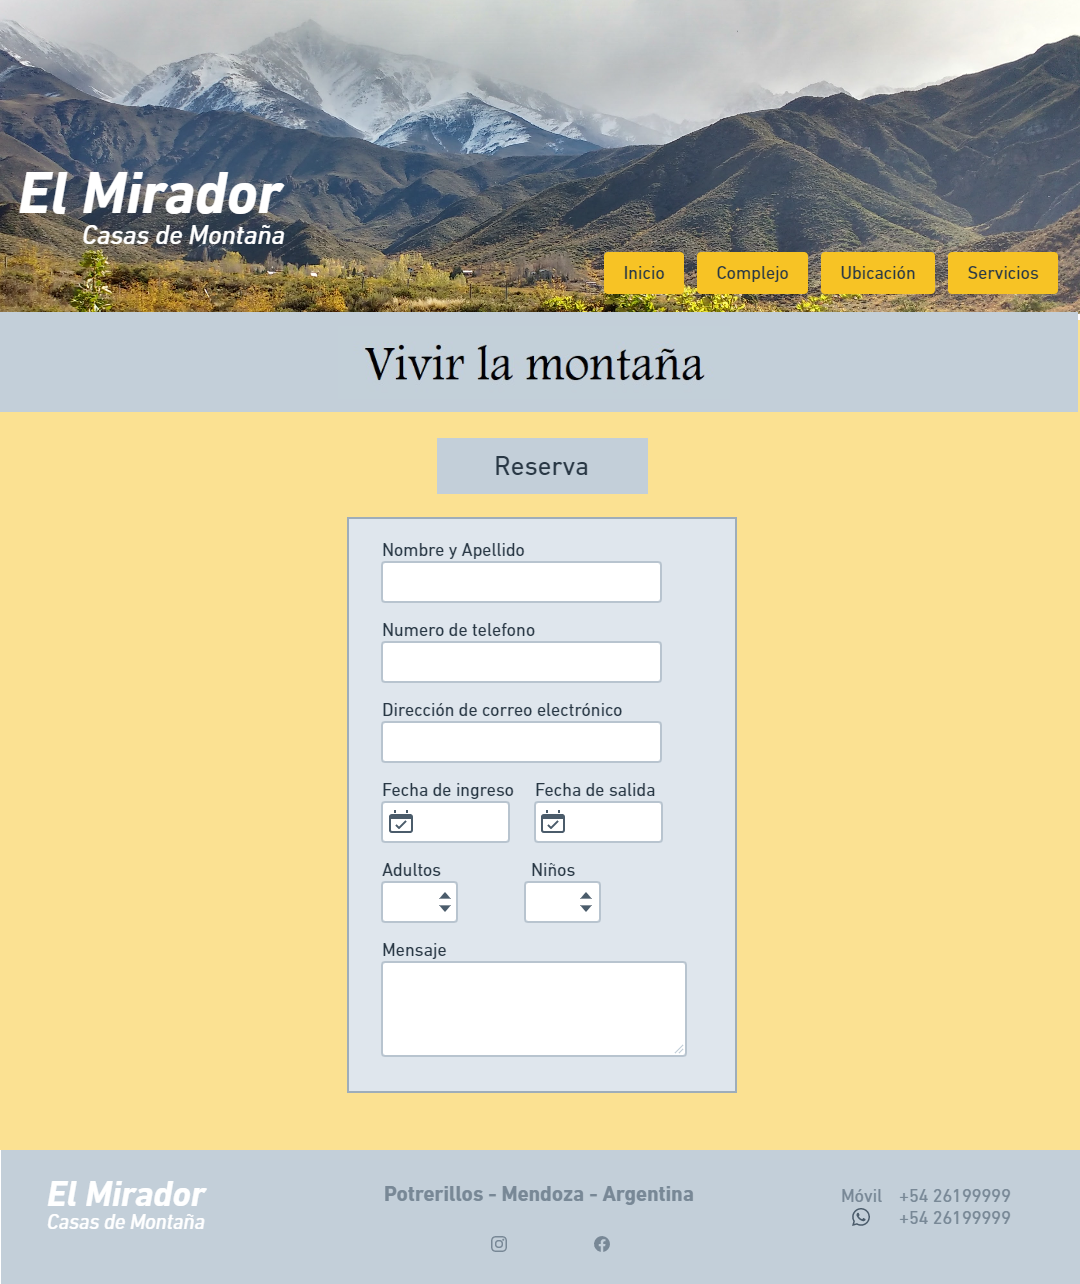 El Mirador
Casas de Montaña
Inicio
Complejo
Ubicación
Servicios
Vivir la montaña
Reserva
Nombre y Apellido
Numero de telefono
Dirección de correo electrónico
Fecha de ingreso
Fecha de salida
Adultos
Niños
Mensaje
El Mirador
Casas de Montaña
Potrerillos - Mendoza - Argentina
Móvil +54 26199999
+54 26199999